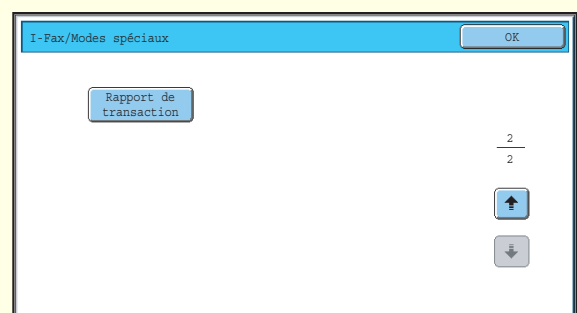 I-Fax/Modes spéciaux
OK
Rapport de
transaction
2
2